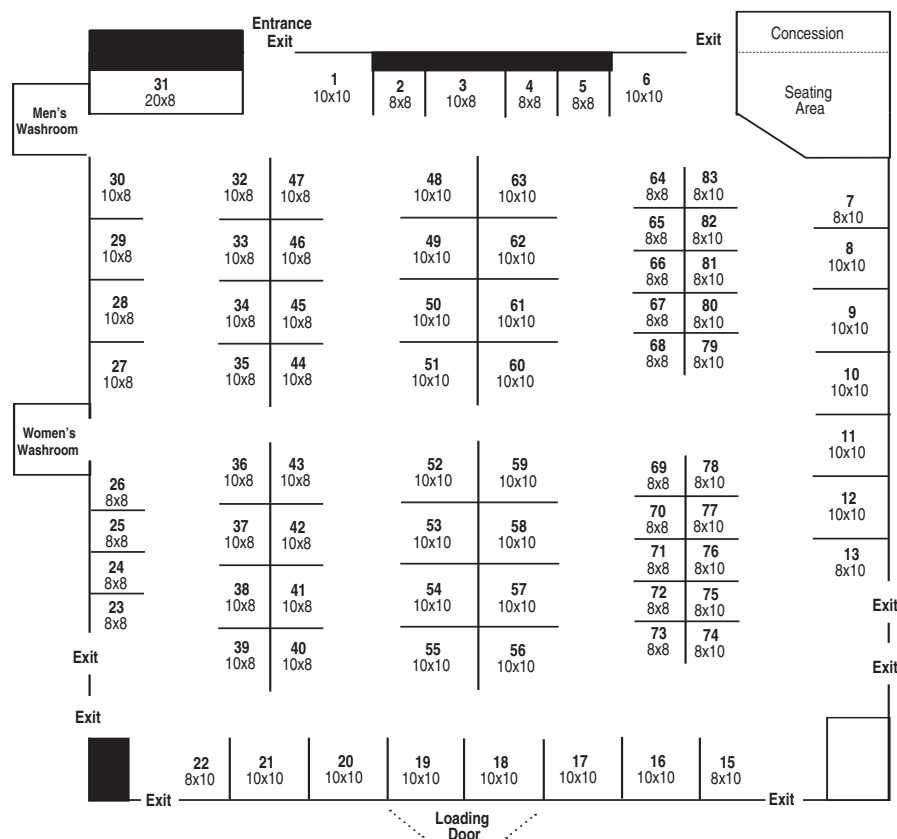 Entrance
Exit
Exit
Concession
Seating
Area
31
20x8
1
10x10
2
8x8
3
10x8
4
8x8
5
8x8
6
10x10
Men's
Washroom
30
10x8
29
10x8
28
10x8
27
10x8
32
10x8
47
10x8
33
10x8
46
10x8
34
10x8
45
10x8
35
10x8
44
10x8
48
10x10
63
10x10
49
10x10
62
10x10
50
10x10
61
10x10
51
10x10
60
10x10
64
8x8
83
8x10
65
8x8
82
8x10
66
8x8
81
8x10
67
8x8
80
8x10
68
8x8
79
8x10
7
8x10
8
10x10
9
10x10
10
10x10
11
10x10
12
10x10
13
8x10
Women's
Washroom
26
8x8
25
8x8
24
8x8
23
8x8
36
10x8
43
10x8
37
10x8
42
10x8
38
10x8
41
10x8
39
10x8
40
10x8
52
10x10
59
10x10
53
10x10
58
10x10
54
10x10
57
10x10
55
10x10
56
10x10
69
8x8
78
8x10
70
8x8
77
8x10
71
8x8
76
8x10
72
8x8
75
8x10
73
8x8
74
8x10
Exit
Exit
Exit
Exit
22
8x10
21
10x10
20
10x10
19
10x10
18
10x10
17
10x10
16
10x10
15
8x10
Exit
Exit
Loading
Door